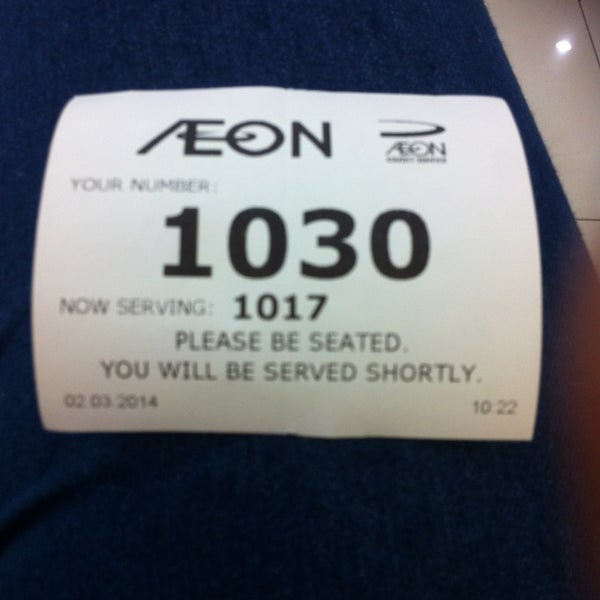 ÆON
ÆON
YOUR NUMBER:
1030
NOW SERVING: 1017
PLEASE BE SEATED.
YOU WILL BE SERVED SHORTLY.
02.03.2014 10:22